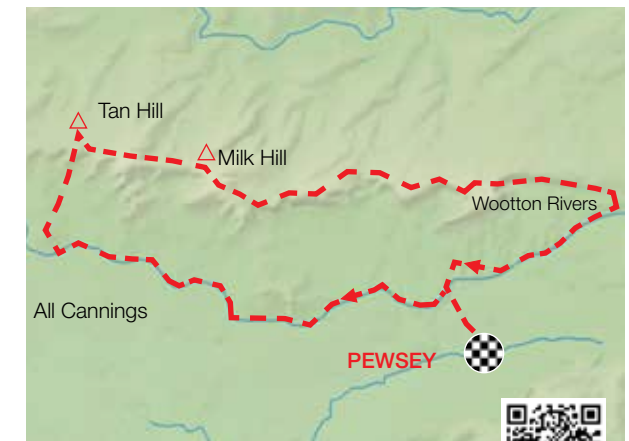 Tan Hill
Milk Hill
Wootton Rivers
All Cannings
PEWSEY